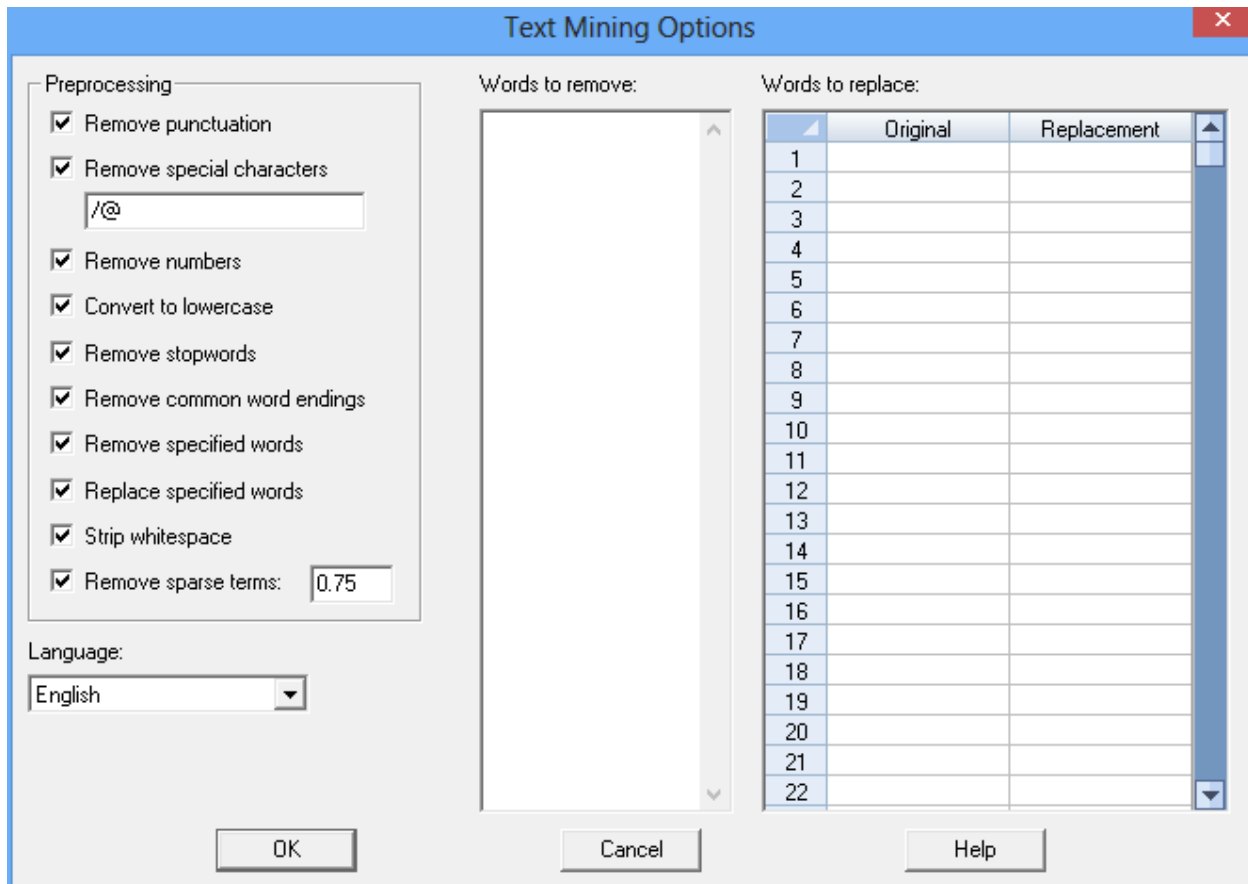 Text Mining Options
Preprocessing
Remove punctuation
Remove special characters
/@
Remove numbers
Convert to lowercase
Remove stopwords
Remove common word endings
Remove specified words
Replace specified words
Strip whitespace
Remove sparse terms: 0.75
Language:
English
Words to remove:
Words to replace:
Original Replacement
1
2
3
4
5
6
7
8
9
10
11
12
13
14
15
16
17
18
19
20
21
22
OK Cancel Help